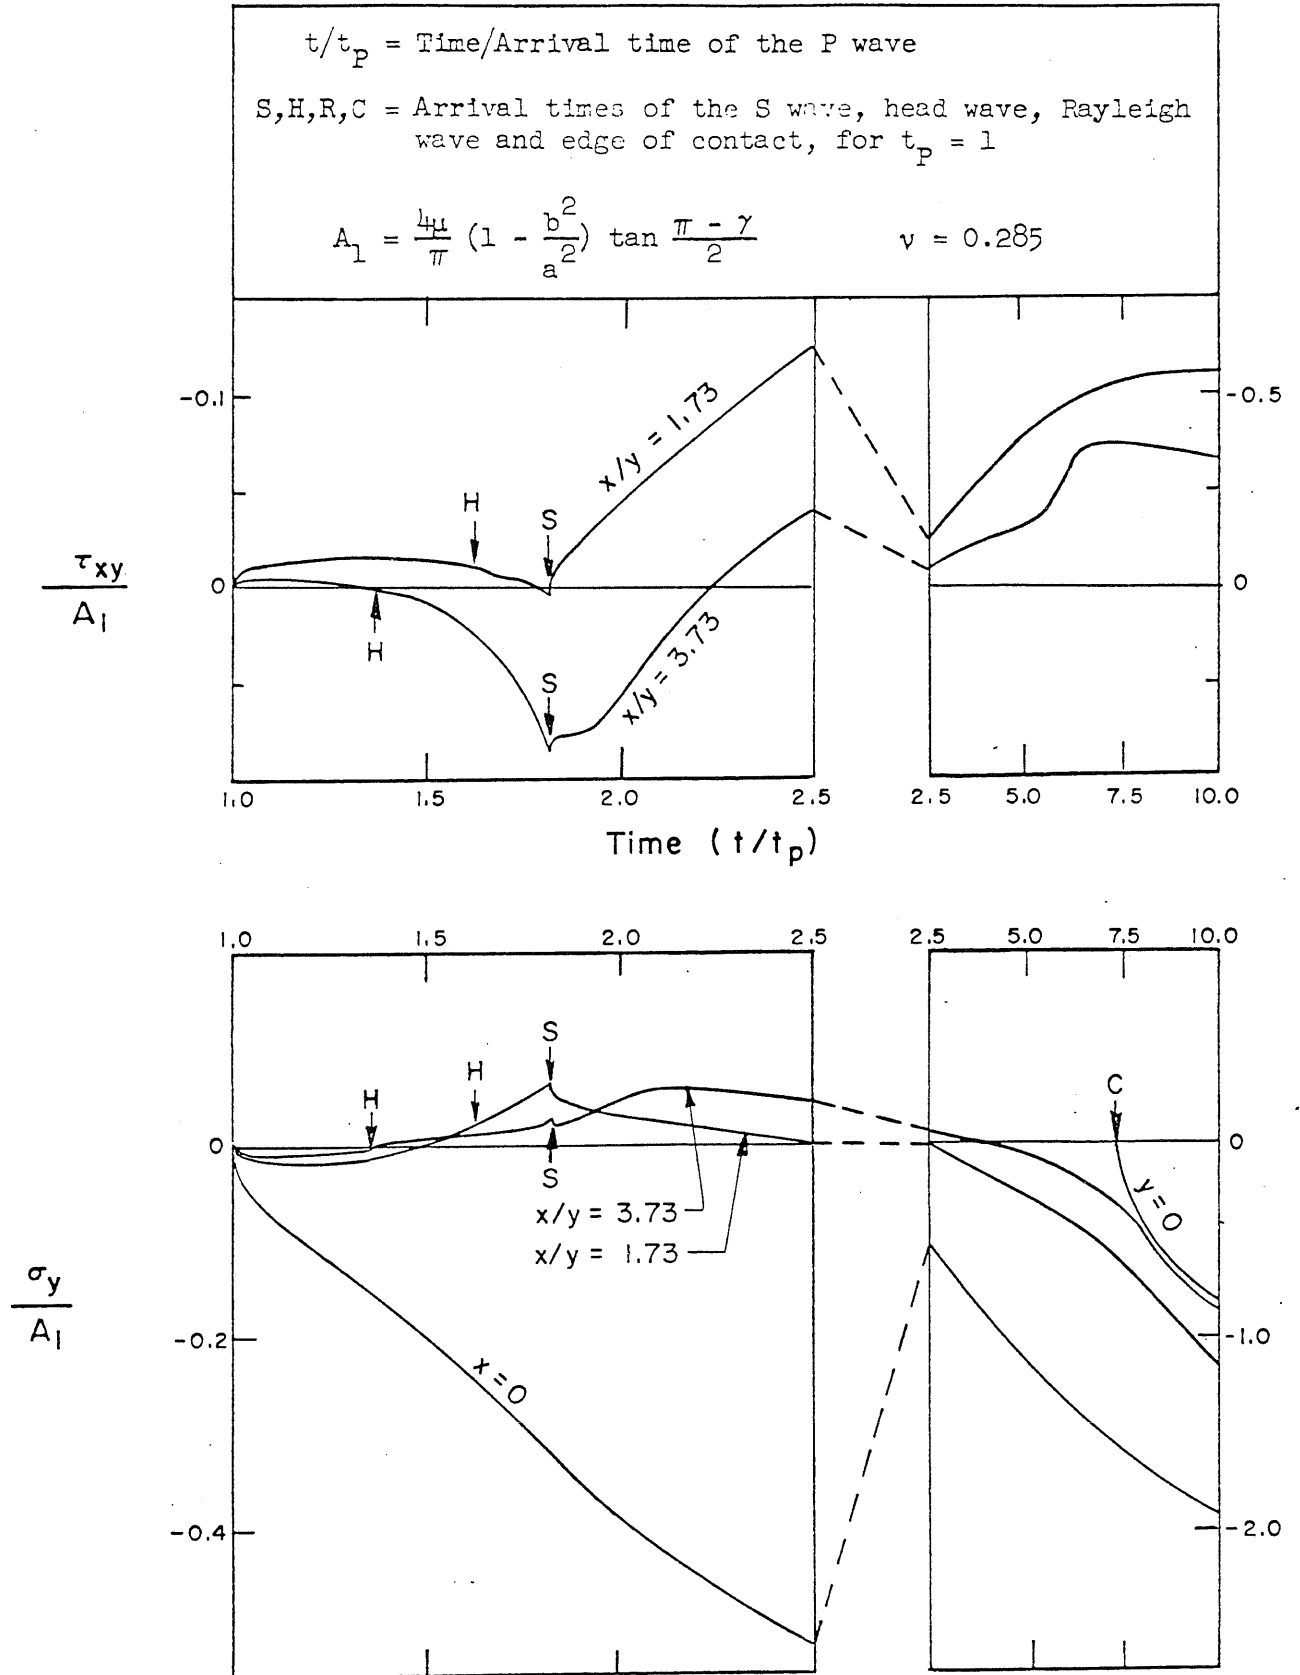 t/t_p = Time/Arrival time of the P wave
S,H,R,C = Arrival times of the S wave, head wave, Rayleigh
wave and edge of contact, for t_p = 1
A_1 = 4μ/π (1 - b^2/a^2) tan (π - γ)/2    ν = 0.285
-0.1
-0.5
x/y = 1.73
H
S
τ_xy/A_1
0
0
H
S
x/y = 3.73
1.0 1.5 2.0 2.5 2.5 5.0 7.5 10.0
Time (t/t_p)
1.0 1.5 2.0 2.5 2.5 5.0 7.5 10.0
S
H
H
C
0
0
S
y=0
x/y = 3.73
x/y = 1.73
σ_y/A_1
-0.2
-1.0
x=0
-0.4
-2.0